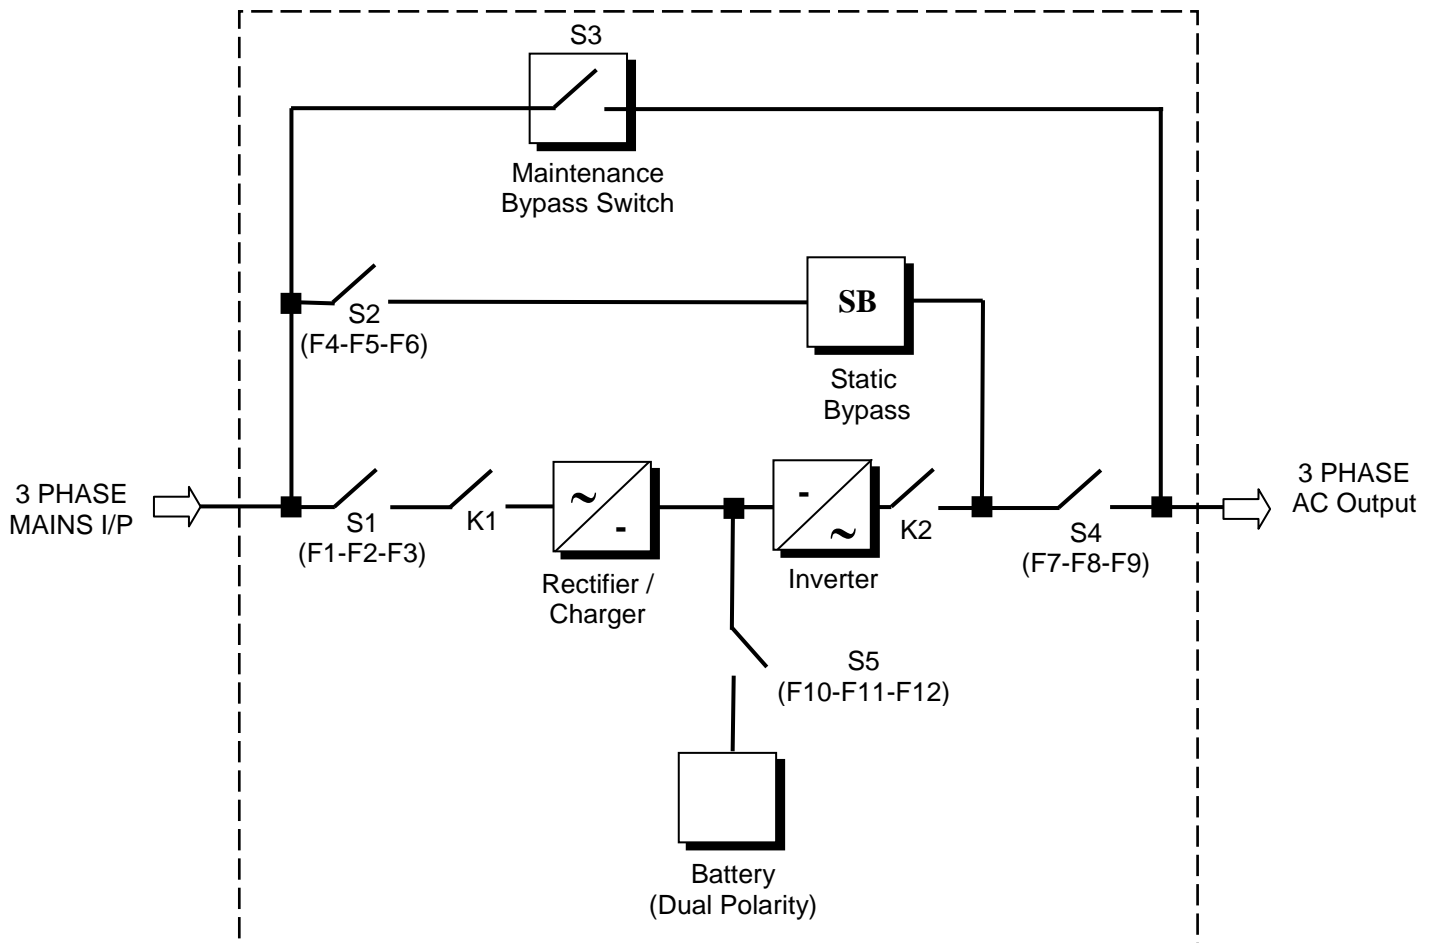 S3
Maintenance
Bypass Switch
S2
(F4-F5-F6)
SB
Static
Bypass
3 PHASE
MAINS I/P
S1
(F1-F2-F3)
K1
~
-
Rectifier /
Charger
-
~
Inverter
K2
S4
(F7-F8-F9)
3 PHASE
AC Output
S5
(F10-F11-F12)
Battery
(Dual Polarity)